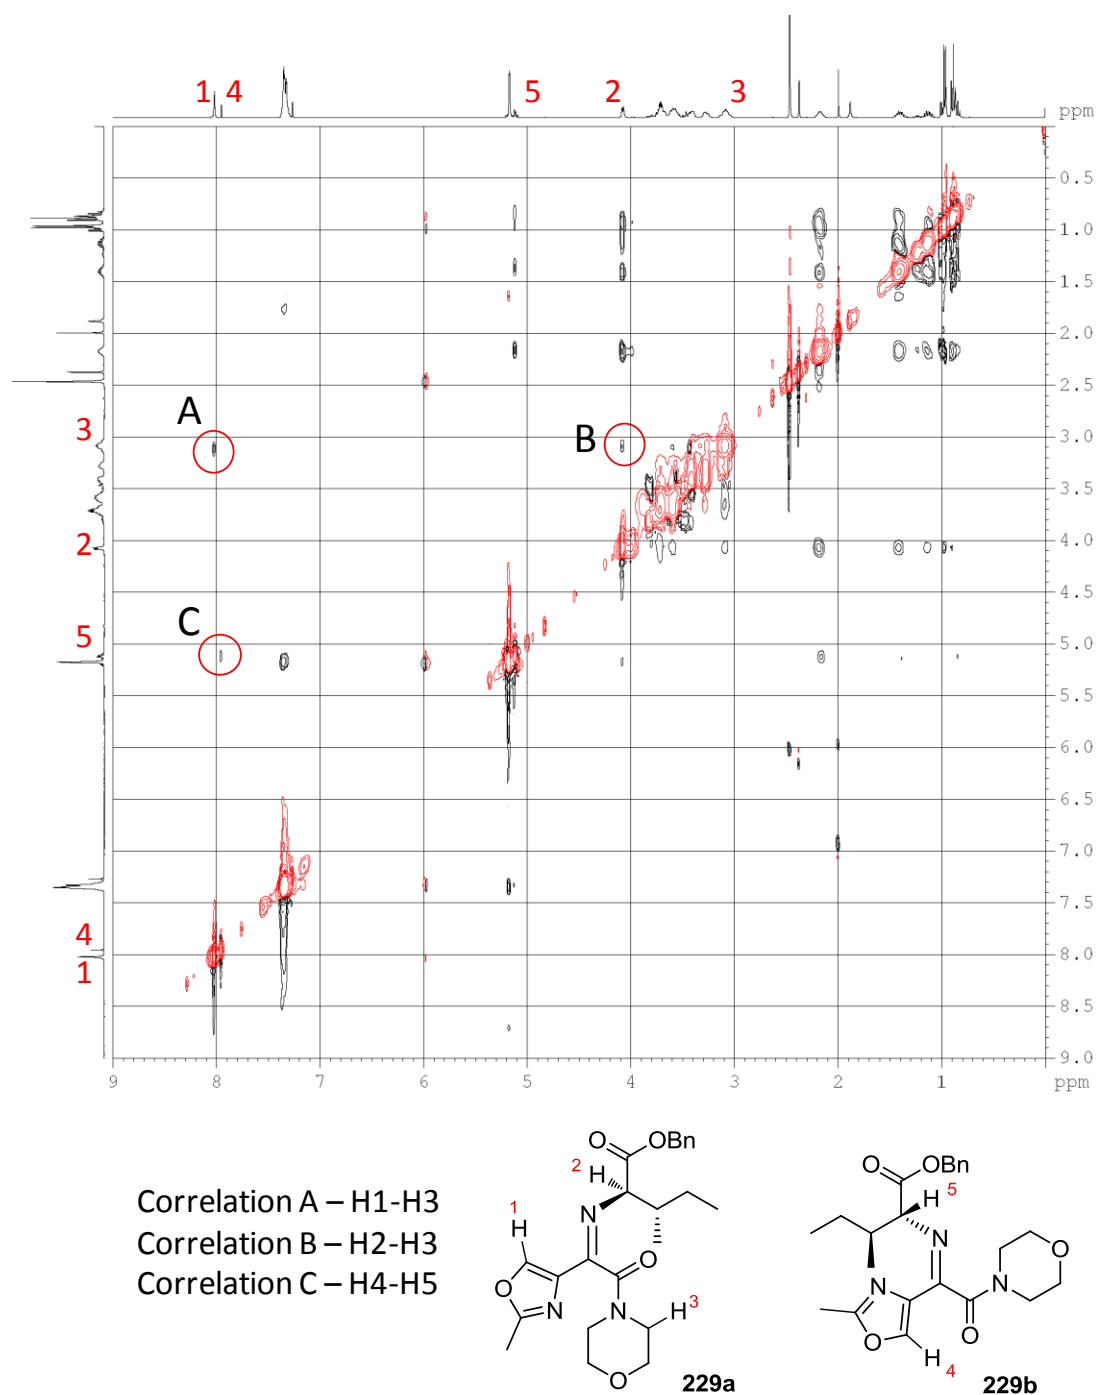 1 4 5 2 3
ppm
0.5
1.0
1.5
2.0
2.5
A
3
3.0
B
3.5
2
4.0
4.5
C
5
5.0
5.5
6.0
6.5
7.0
7.5
4
8.0
1
8.5
9.0
9 8 7 6 5 4 3 2 1 ppm
Correlation A – H1-H3
Correlation B – H2-H3
Correlation C – H4-H5
O OBn
2 H
1
H
N
O
O N
N H 3
O
229a
O OBn
5
H
N
O
N
N
O
O
H 4
229b